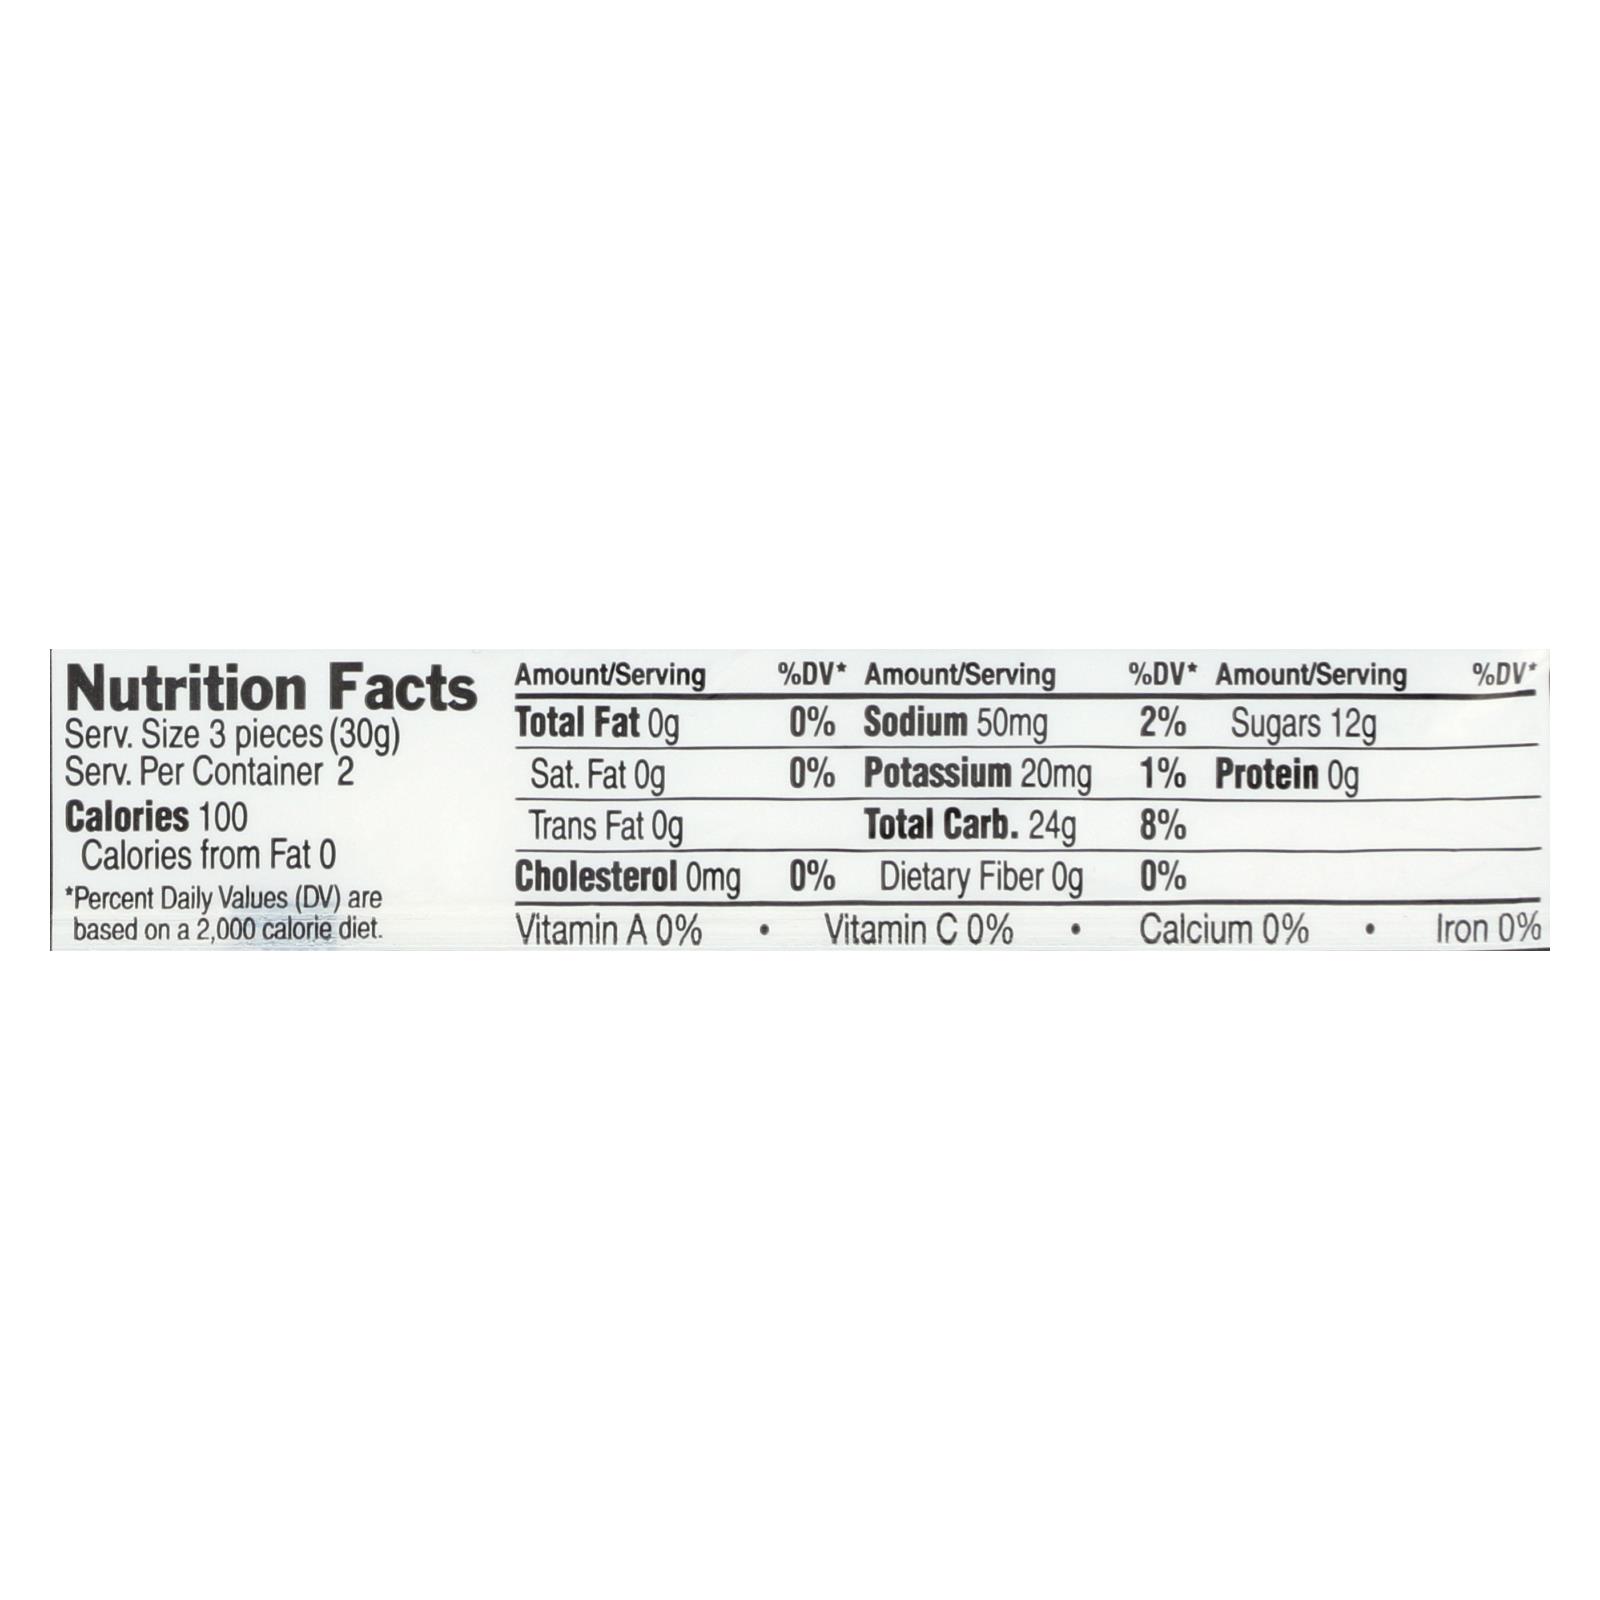 Nutrition Facts
Serv. Size 3 pieces (30g)
Serv. Per Container 2
Calories 100
Calories from Fat 0
*Percent Daily Values (DV) are
based on a 2,000 calorie diet.
Amount/Serving %DV* Amount/Serving %DV* Amount/Serving %DV*
Total Fat 0g 0% Sodium 50mg 2% Sugars 12g
Sat. Fat 0g 0% Potassium 20mg 1% Protein 0g
Trans Fat 0g Total Carb. 24g 8%
Cholesterol 0mg 0% Dietary Fiber 0g 0%
Vitamin A 0% • Vitamin C 0% • Calcium 0% • Iron 0%